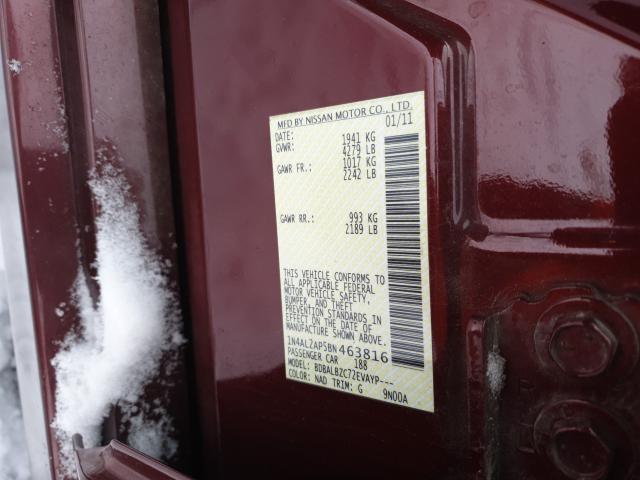 MFD BY NISSAN MOTOR CO., LTD.
DATE: 01/11
GVWR: 1941 KG
4279 LB
GAWR FR.: 1017 KG
2242 LB
GAWR RR.: 993 KG
2189 LB
THIS VEHICLE CONFORMS TO
ALL APPLICABLE FEDERAL
MOTOR VEHICLE SAFETY,
BUMPER, AND THEFT
PREVENTION STANDARDS IN
EFFECT ON THE DATE OF
MANUFACTURE SHOWN ABOVE.
1N4AL2AP5BN463816
PASSENGER CAR 188
MODEL: BDBALBZC72EVAYP---
COLOR: NAD TRIM: G 9N00A